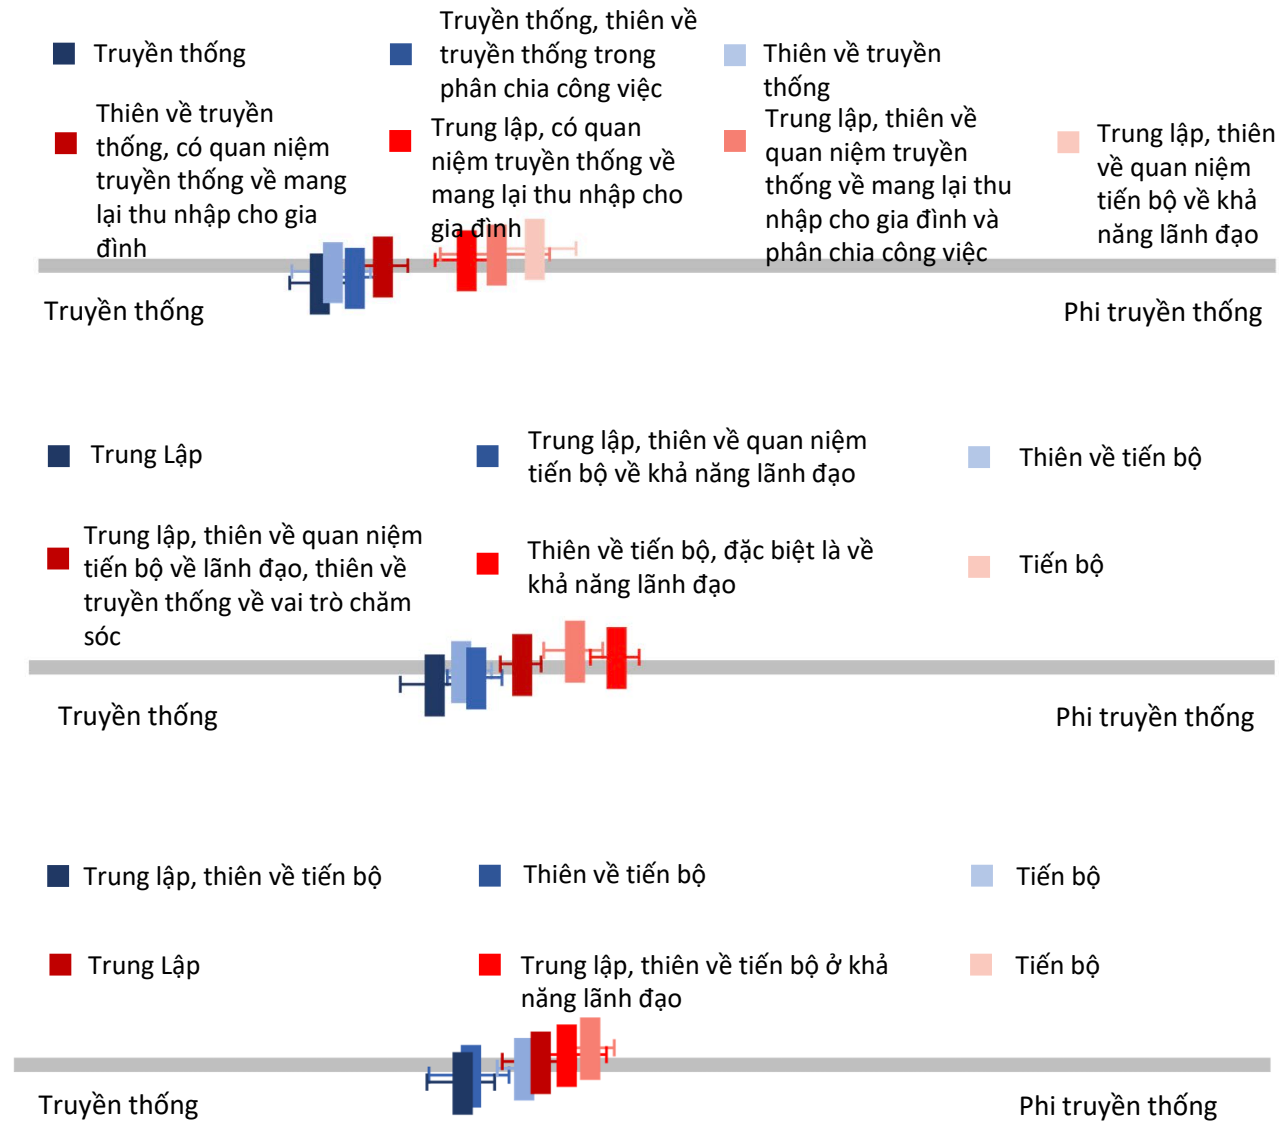 Truyền thống
Truyền thống, thiên về
truyền thống trong
phân chia công việc
Thiên về truyền
thống
Thiên về truyền
thống, có quan niệm
truyền thống về mang
lại thu nhập cho gia
đình
Trung lập, có quan
niệm truyền thống về
mang lại thu nhập cho
gia đình
Trung lập, thiên về
quan niệm truyền
thống về mang lại thu
nhập cho gia đình và
phân chia công việc
Trung lập, thiên
về quan niệm
tiến bộ về khả
năng lãnh đạo
Truyền thống
Phi truyền thống
Trung Lập
Trung lập, thiên về quan niệm
tiến bộ về khả năng lãnh đạo
Thiên về tiến bộ
Trung lập, thiên về quan niệm
tiến bộ về lãnh đạo, thiên về
truyền thống về vai trò chăm
sóc
Thiên về tiến bộ, đặc biệt là về
khả năng lãnh đạo
Tiến bộ
Truyền thống
Phi truyền thống
Trung lập, thiên về tiến bộ
Thiên về tiến bộ
Tiến bộ
Trung Lập
Trung lập, thiên về tiến bộ ở khả
năng lãnh đạo
Tiến bộ
Truyền thống
Phi truyền thống